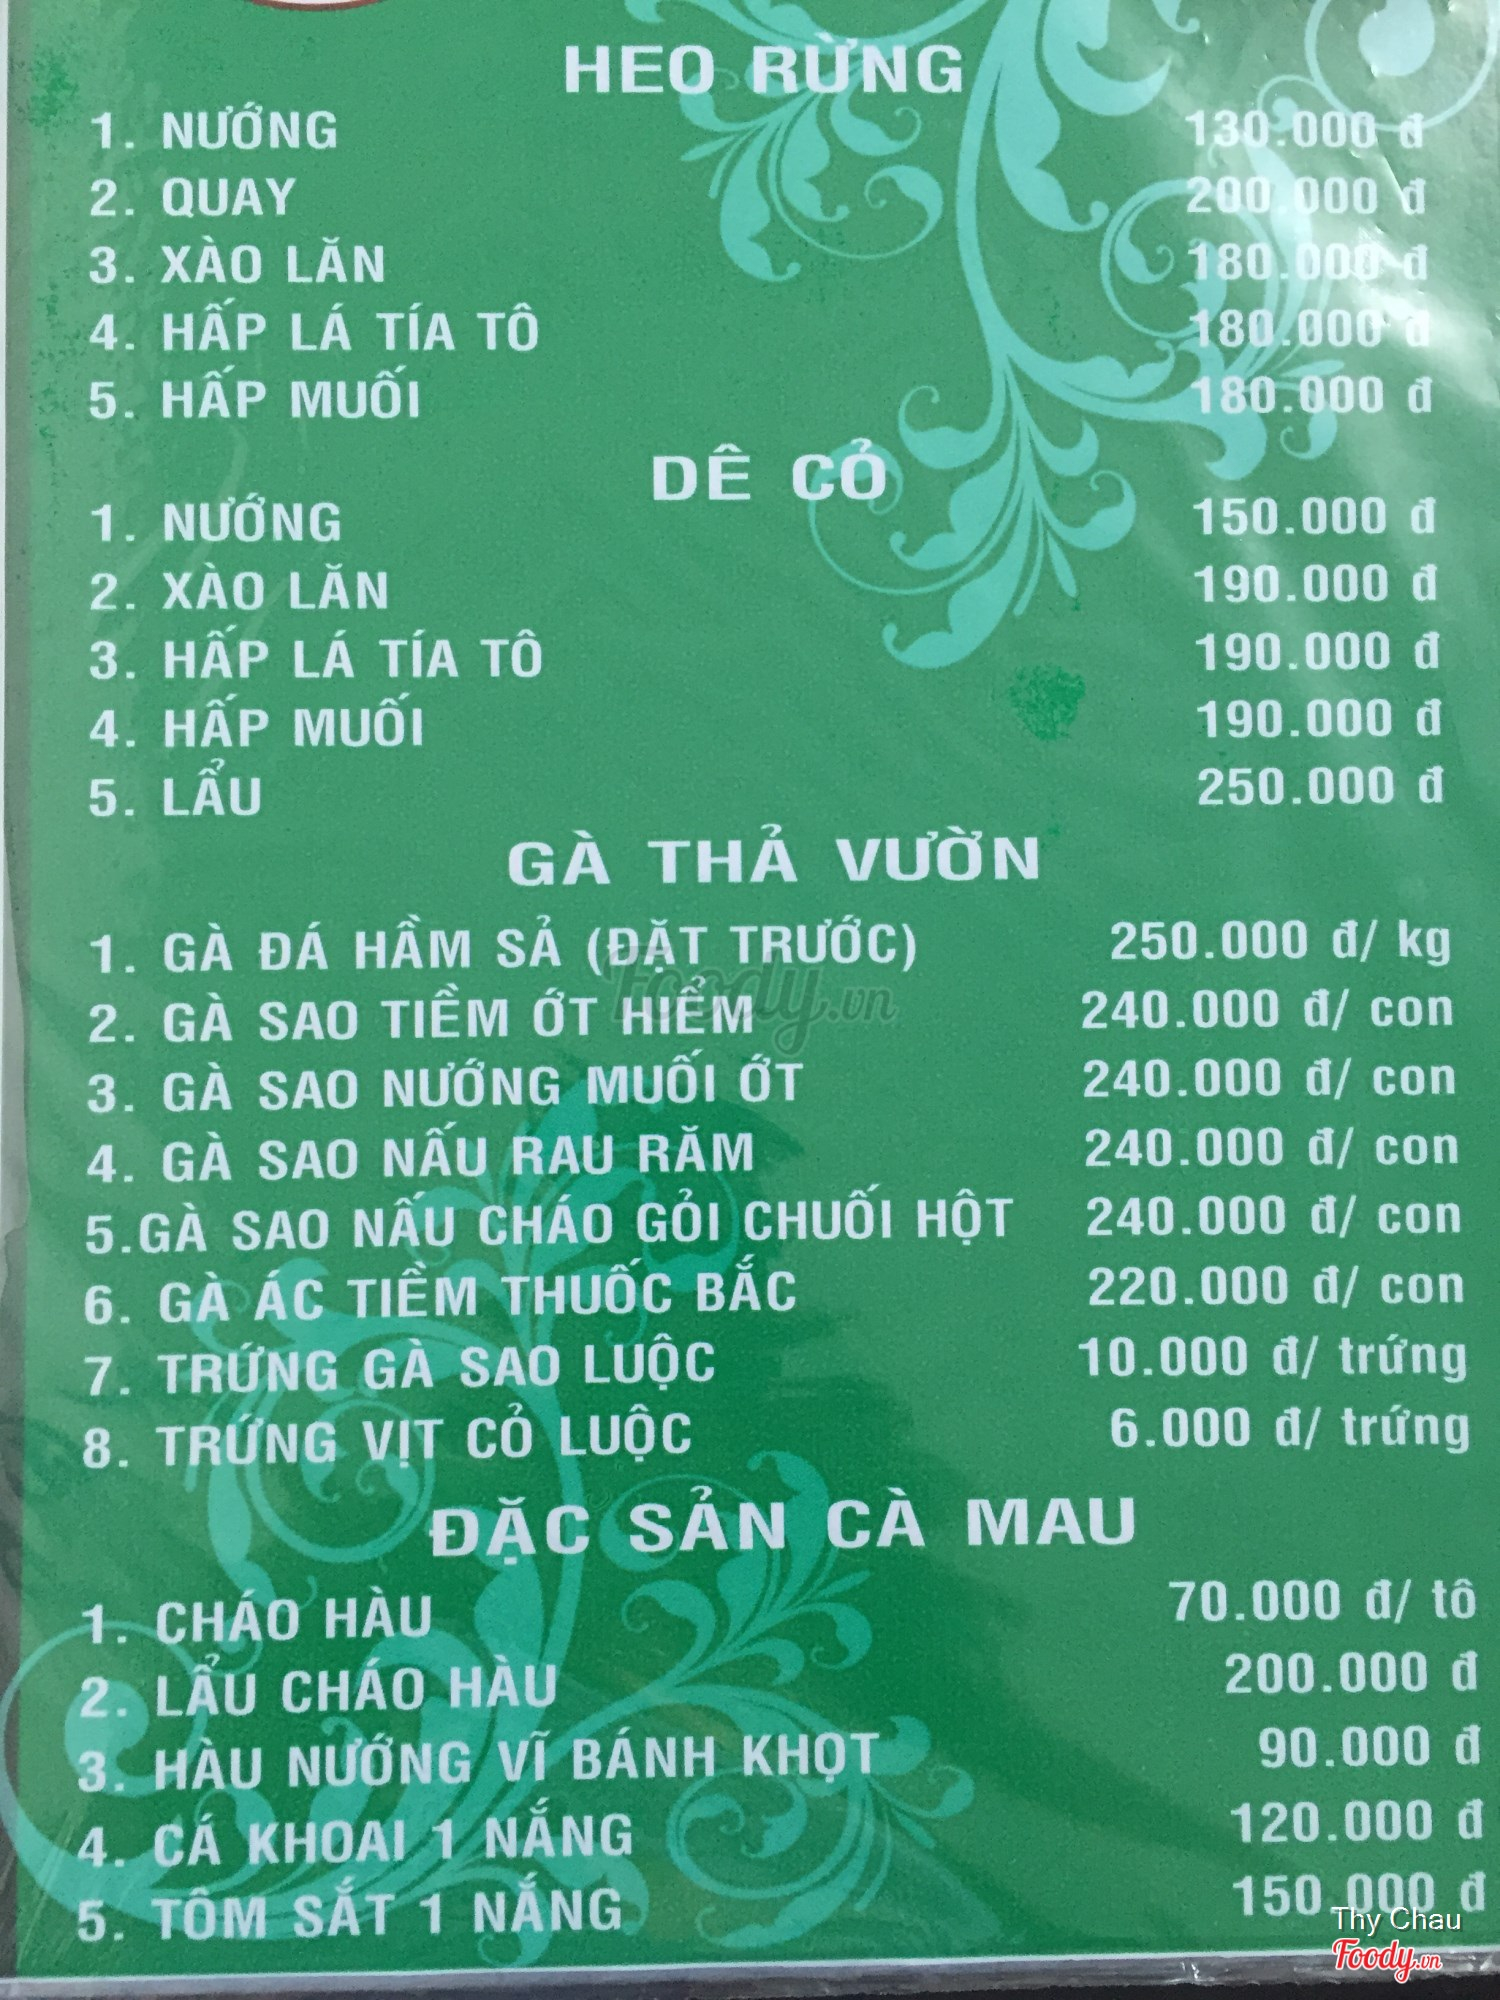 HEO RỪNG
1. NƯỚNG 130.000 đ
2. QUAY 200.000 đ
3. XÀO LĂN 180.000 đ
4. HẤP LÁ TÍA TÔ 180.000 đ
5. HẤP MUỐI 180.000 đ
DÊ CỎ
1. NƯỚNG 150.000 đ
2. XÀO LĂN 190.000 đ
3. HẤP LÁ TÍA TÔ 190.000 đ
4. HẤP MUỐI 190.000 đ
5. LẨU 250.000 đ
GÀ THẢ VƯỜN
1. GÀ ĐÁ HẦM SẢ (ĐẶT TRƯỚC) 250.000 đ/ kg
2. GÀ SAO TIỀM ỚT HIỂM 240.000 đ/ con
3. GÀ SAO NƯỚNG MUỐI ỚT 240.000 đ/ con
4. GÀ SAO NẤU RAU RĂM 240.000 đ/ con
5.GÀ SAO NẤU CHÁO GỎI CHUỐI HỘT 240.000 đ/ con
6. GÀ ÁC TIỀM THUỐC BẮC 220.000 đ/ con
7. TRỨNG GÀ SAO LUỘC 10.000 đ/ trứng
8. TRỨNG VỊT CỎ LUỘC 6.000 đ/ trứng
ĐẶC SẢN CÀ MAU
1. CHÁO HÀU 70.000 đ/ tô
2. LẨU CHÁO HÀU 200.000 đ
3. HÀU NƯỚNG VĨ BÁNH KHỌT 90.000 đ
4. CÁ KHOAI 1 NẮNG 120.000 đ
5. TÔM SẮT 1 NẮNG 150.000 đ
Foody.vn
Thy Chau
Foody.vn